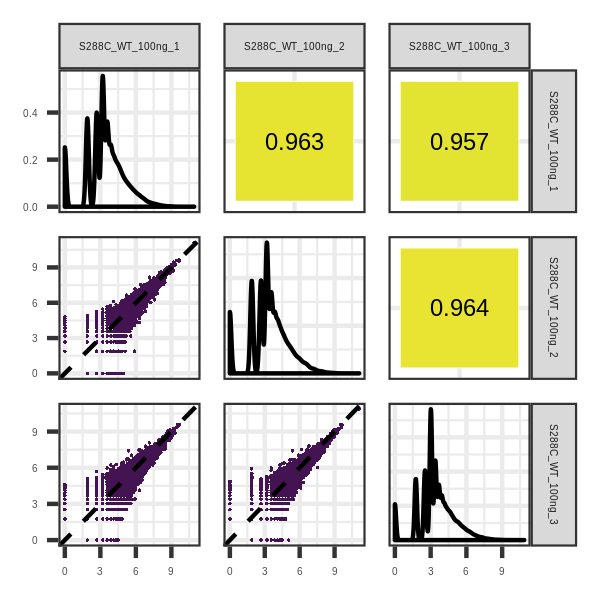 S288C_WT_100ng_1 S288C_WT_100ng_2 S288C_WT_100ng_3
0.4
0.2
0.0
0.963
0.957
S288C_WT_100ng_1
9
6
3
0
0.964
S288C_WT_100ng_2
9
6
3
0
S288C_WT_100ng_3
0 3 6 9 0 3 6 9 0 3 6 9